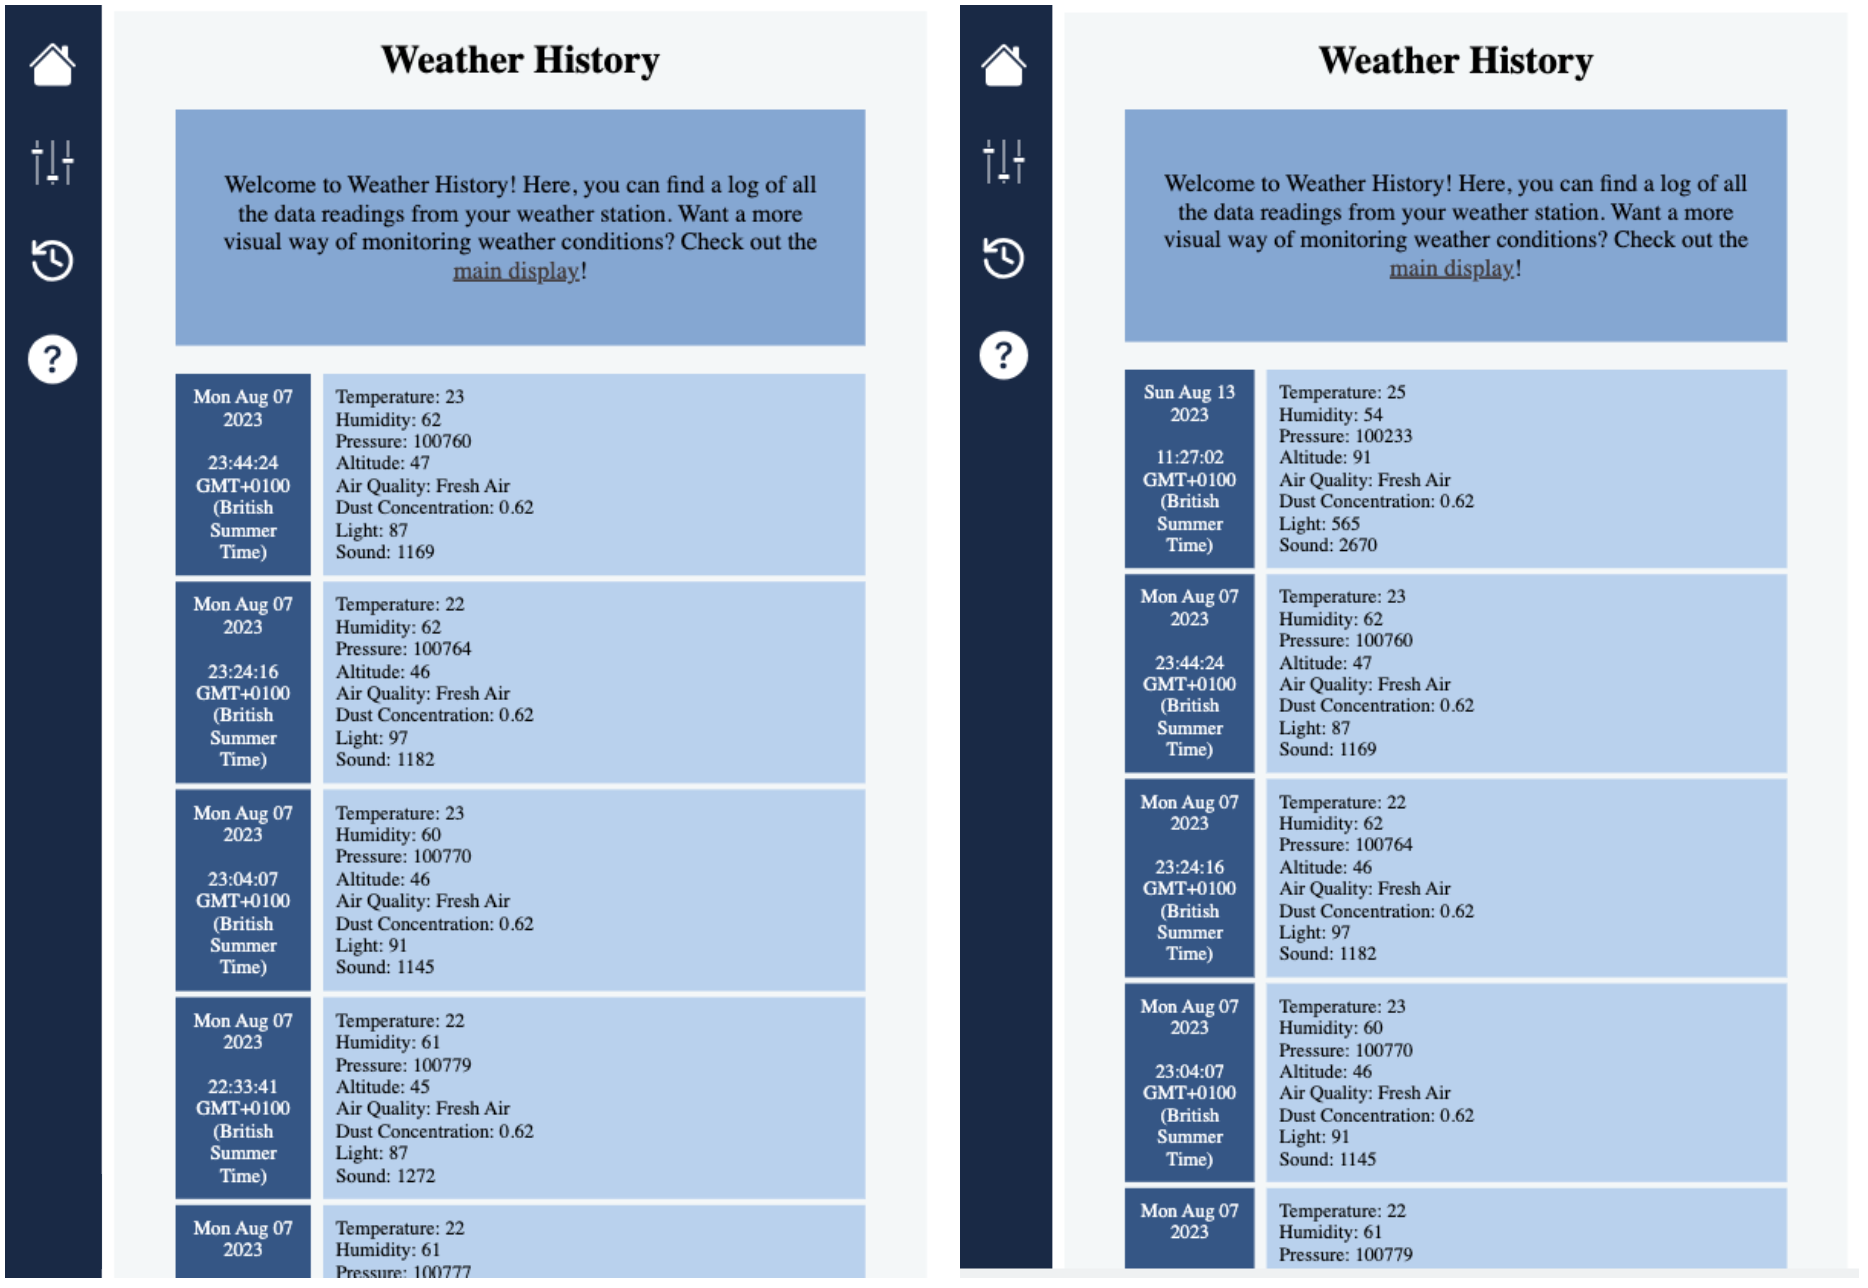 Weather History
Welcome to Weather History! Here, you can find a log of all
the data readings from your weather station. Want a more
visual way of monitoring weather conditions? Check out the
main display!
Mon Aug 07
2023
23:44:24
GMT+0100
(British
Summer
Time)
Temperature: 23
Humidity: 62
Pressure: 100760
Altitude: 47
Air Quality: Fresh Air
Dust Concentration: 0.62
Light: 87
Sound: 1169
Mon Aug 07
2023
23:24:16
GMT+0100
(British
Summer
Time)
Temperature: 22
Humidity: 62
Pressure: 100764
Altitude: 46
Air Quality: Fresh Air
Dust Concentration: 0.62
Light: 97
Sound: 1182
Mon Aug 07
2023
23:04:07
GMT+0100
(British
Summer
Time)
Temperature: 23
Humidity: 60
Pressure: 100770
Altitude: 46
Air Quality: Fresh Air
Dust Concentration: 0.62
Light: 91
Sound: 1145
Mon Aug 07
2023
22:33:41
GMT+0100
(British
Summer
Time)
Temperature: 22
Humidity: 61
Pressure: 100779
Altitude: 45
Air Quality: Fresh Air
Dust Concentration: 0.62
Light: 87
Sound: 1272
Mon Aug 07
2023
Temperature: 22
Humidity: 61
Pressure: 100777
Weather History
Welcome to Weather History! Here, you can find a log of all
the data readings from your weather station. Want a more
visual way of monitoring weather conditions? Check out the
main display!
Sun Aug 13
2023
11:27:02
GMT+0100
(British
Summer
Time)
Temperature: 25
Humidity: 54
Pressure: 100233
Altitude: 91
Air Quality: Fresh Air
Dust Concentration: 0.62
Light: 565
Sound: 2670
Mon Aug 07
2023
23:44:24
GMT+0100
(British
Summer
Time)
Temperature: 23
Humidity: 62
Pressure: 100760
Altitude: 47
Air Quality: Fresh Air
Dust Concentration: 0.62
Light: 87
Sound: 1169
Mon Aug 07
2023
23:24:16
GMT+0100
(British
Summer
Time)
Temperature: 22
Humidity: 62
Pressure: 100764
Altitude: 46
Air Quality: Fresh Air
Dust Concentration: 0.62
Light: 97
Sound: 1182
Mon Aug 07
2023
23:04:07
GMT+0100
(British
Summer
Time)
Temperature: 23
Humidity: 60
Pressure: 100770
Altitude: 46
Air Quality: Fresh Air
Dust Concentration: 0.62
Light: 91
Sound: 1145
Mon Aug 07
2023
Temperature: 22
Humidity: 61
Pressure: 100779